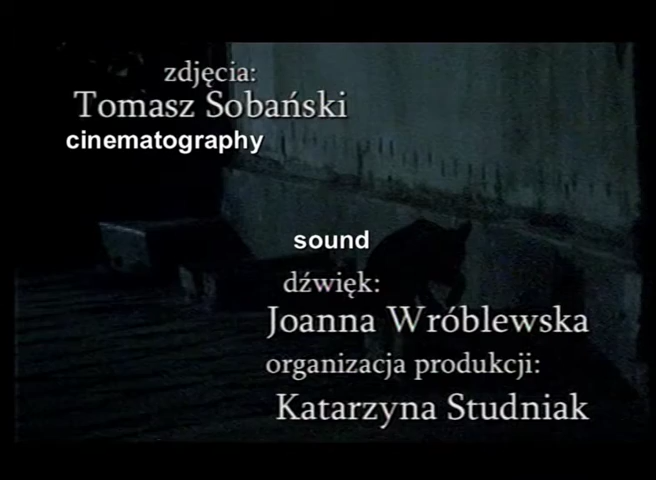 zdjęcia:
Tomasz Sobański
cinematography
sound
dźwięk:
Joanna Wróblewska
organizacja produkcji:
Katarzyna Studniak